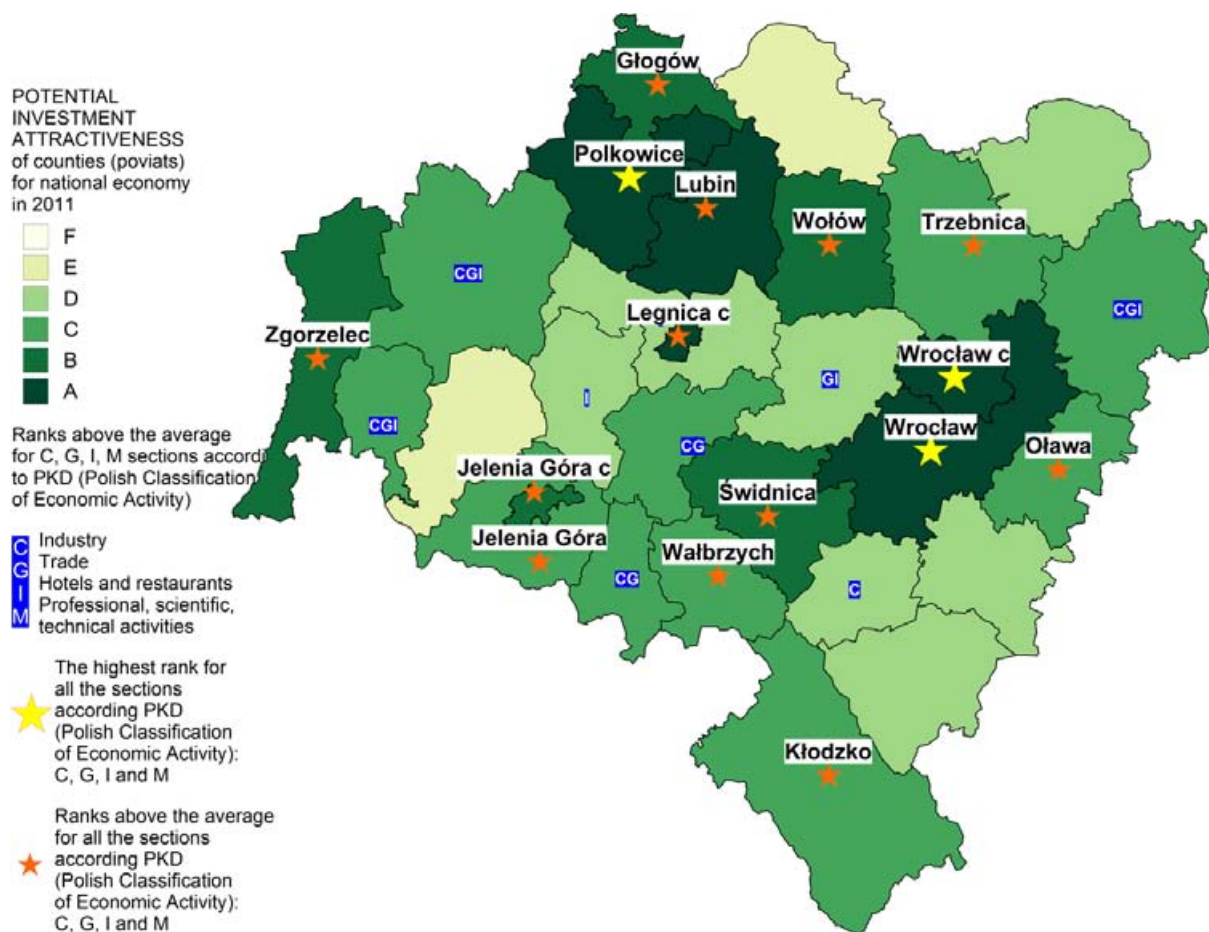 POTENTIAL
INVESTMENT
ATTRACTIVENESS
of counties (poviats)
for national economy
in 2011
F
E
D
C
B
A
Ranks above the average
for C, G, I, M sections accordi
to PKD (Polish Classification
of Economic Activity)
C
G
I
M
Industry
Trade
Hotels and restaurants
Professional, scientific,
technical activities
The highest rank for
all the sections
according PKD
(Polish Classification
of Economic Activity):
C, G, I and M
Ranks above the average
for all the sections
according PKD
(Polish Classification
of Economic Activity):
C, G, I and M
Głogów
Polkowice
Lubin
Wołów
Trzebnica
CGI
Legnica c
CGI
Zgorzelec
Wrocław c
GI
I
CGI
Wrocław
CG
Oława
Jelenia Góra c
Świdnica
Jelenia Góra
Wałbrzych
CG
C
Kłodzko